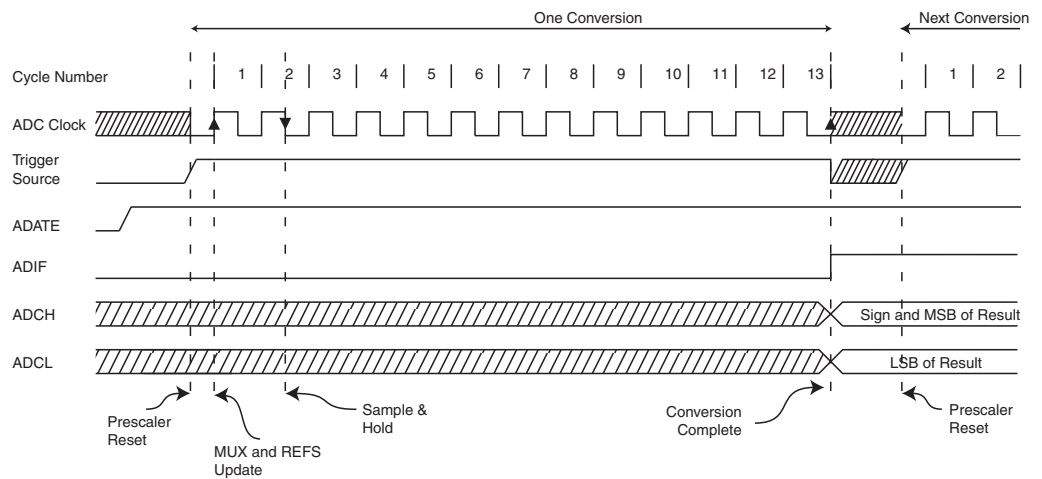 One Conversion
Next Conversion
Cycle Number
1 2 3 4 5 6 7 8 9 10 11 12 13 1 2
ADC Clock
Trigger
Source
ADATE
ADIF
ADCH
Sign and MSB of Result
ADCL
LSB of Result
Prescaler
Reset
MUX and REFS
Update
Sample &
Hold
Conversion
Complete
Prescaler
Reset